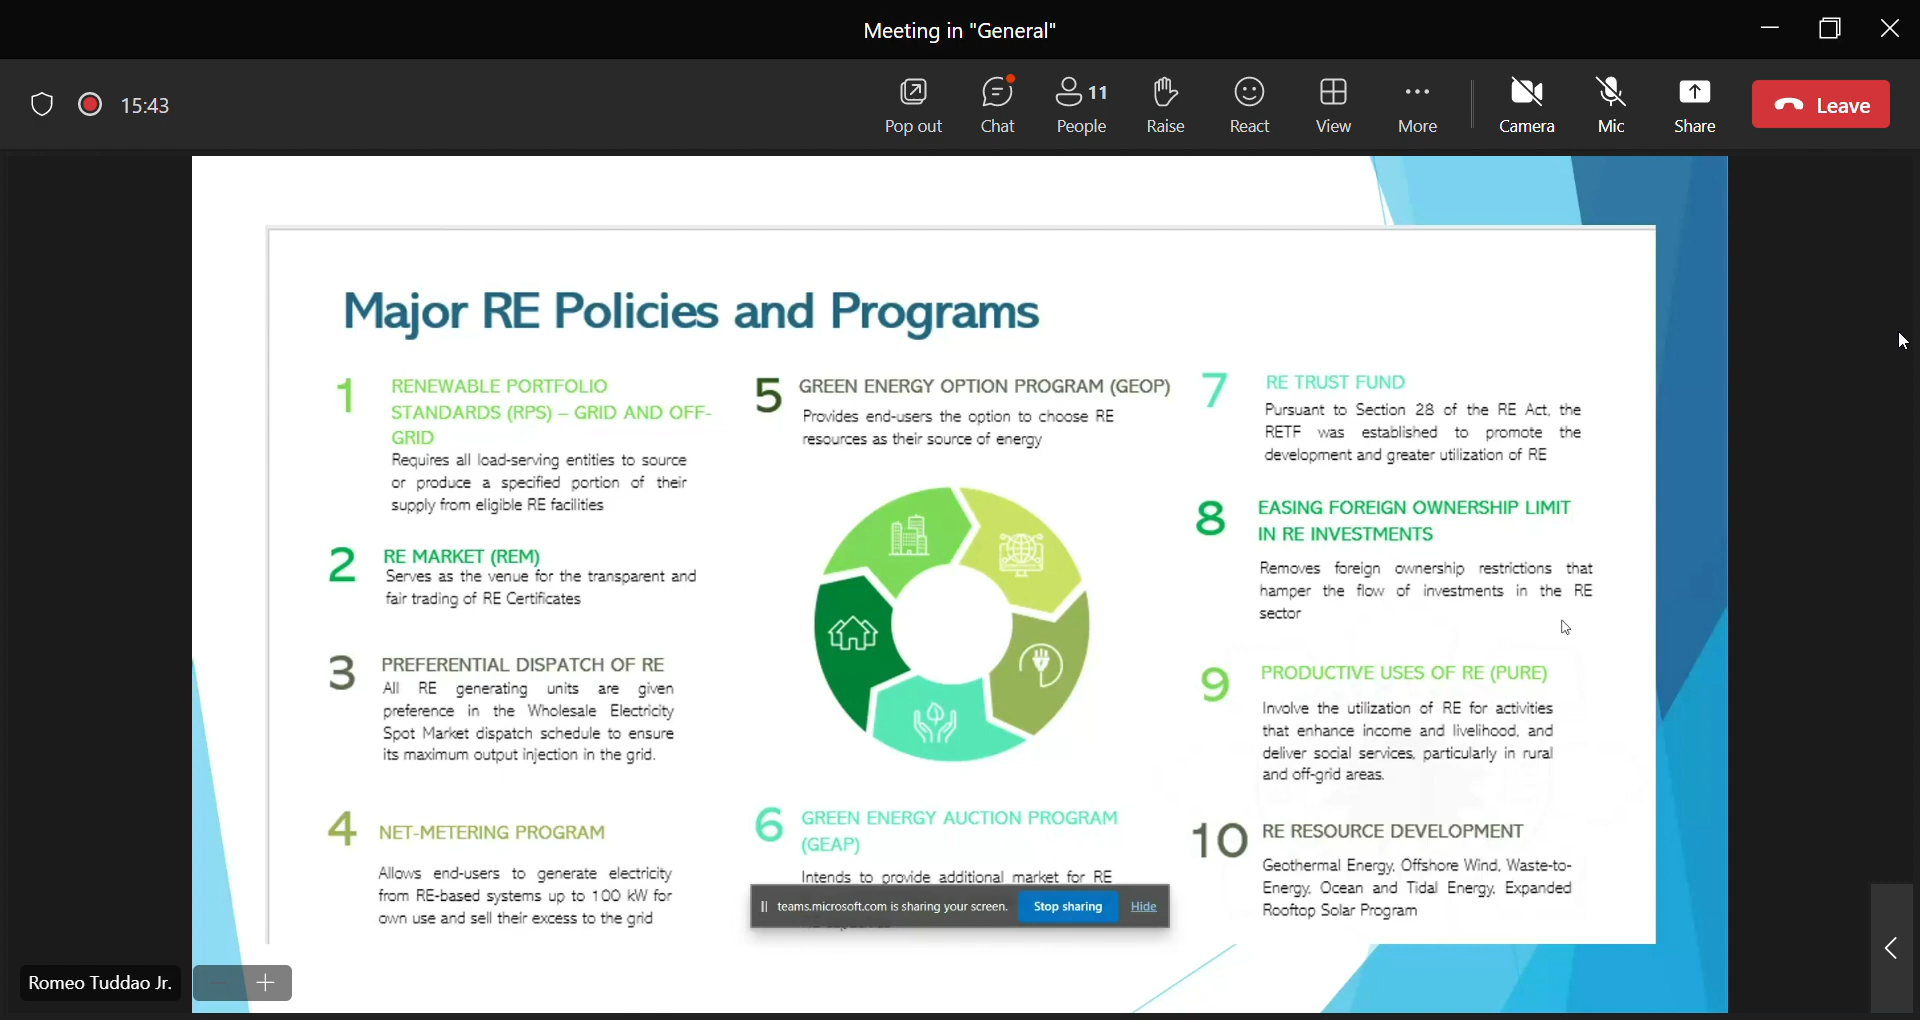 Meeting in "General"
15:43
Pop out
Chat
11
People
Raise
React
View
More
Camera
Mic
Share
Leave
Major RE Policies and Programs
1
RENEWABLE PORTFOLIO
STANDARDS (RPS) – GRID AND OFF-
GRID
Requires all load-serving entities to source
or produce a specified portion of their
supply from eligible RE facilities
2
RE MARKET (REM)
Serves as the venue for the transparent and
fair trading of RE Certificates
3
PREFERENTIAL DISPATCH OF RE
All RE generating units are given
preference in the Wholesale Electricity
Spot Market dispatch schedule to ensure
its maximum output injection in the grid.
4
NET-METERING PROGRAM
Allows end-users to generate electricity
from RE-based systems up to 100 kW for
own use and sell their excess to the grid
5
GREEN ENERGY OPTION PROGRAM (GEOP)
Provides end-users the option to choose RE
resources as their source of energy
6
GREEN ENERGY AUCTION PROGRAM
(GEAP)
Intends to provide additional market for RE
teams.microsoft.com is sharing your screen.
Stop sharing
Hide
7
RE TRUST FUND
Pursuant to Section 28 of the RE Act, the
RETF was established to promote the
development and greater utilization of RE
8
EASING FOREIGN OWNERSHIP LIMIT
IN RE INVESTMENTS
Removes foreign ownership restrictions that
hamper the flow of investments in the RE
sector
9
PRODUCTIVE USES OF RE (PURE)
Involve the utilization of RE for activities
that enhance income and livelihood, and
deliver social services, particularly in rural
and off-grid areas.
10
RE RESOURCE DEVELOPMENT
Geothermal Energy, Offshore Wind, Waste-to-
Energy, Ocean and Tidal Energy, Expanded
Rooftop Solar Program
Romeo Tuddao Jr.